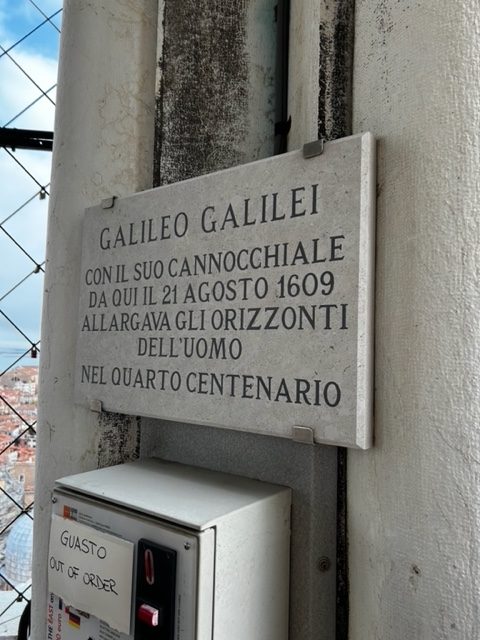 GALILEO GALILEI
CON IL SUO CANNOCCHIALE
DA QUI IL 21 AGOSTO 1609
ALLARGAVA GLI ORIZZONTI
DELL'UOMO
NEL QUARTO CENTENARIO
GUASTO
OUT OF ORDER